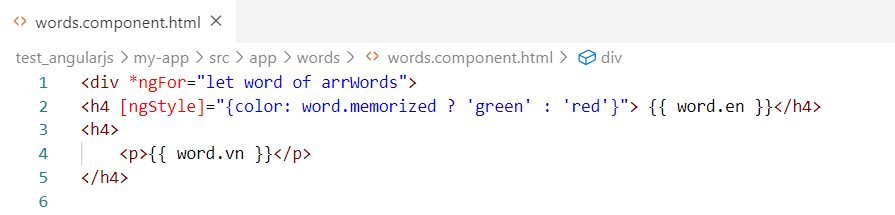 words.component.html
test_angularjs > my-app > src > app > words > words.component.html > div
1 <div *ngFor="let word of arrWords">
2 <h4 [ngStyle]="{color: word.memorized ? 'green' : 'red'}"> {{ word.en }}</h4>
3 <h4>
4     <p>{{ word.vn }}</p>
5 </h4>
6